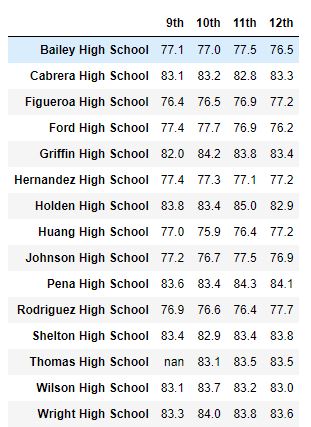 9th 10th 11th 12th
Bailey High School 77.1 77.0 77.5 76.5
Cabrera High School 83.1 83.2 82.8 83.3
Figueroa High School 76.4 76.5 76.9 77.2
Ford High School 77.4 77.7 76.9 76.2
Griffin High School 82.0 84.2 83.8 83.4
Hernandez High School 77.4 77.3 77.1 77.2
Holden High School 83.8 83.4 85.0 82.9
Huang High School 77.0 75.9 76.4 77.2
Johnson High School 77.2 76.7 77.5 76.9
Pena High School 83.6 83.4 84.3 84.1
Rodriguez High School 76.9 76.6 76.4 77.7
Shelton High School 83.4 82.9 83.4 83.8
Thomas High School nan 83.1 83.5 83.5
Wilson High School 83.1 83.7 83.2 83.0
Wright High School 83.3 84.0 83.8 83.6